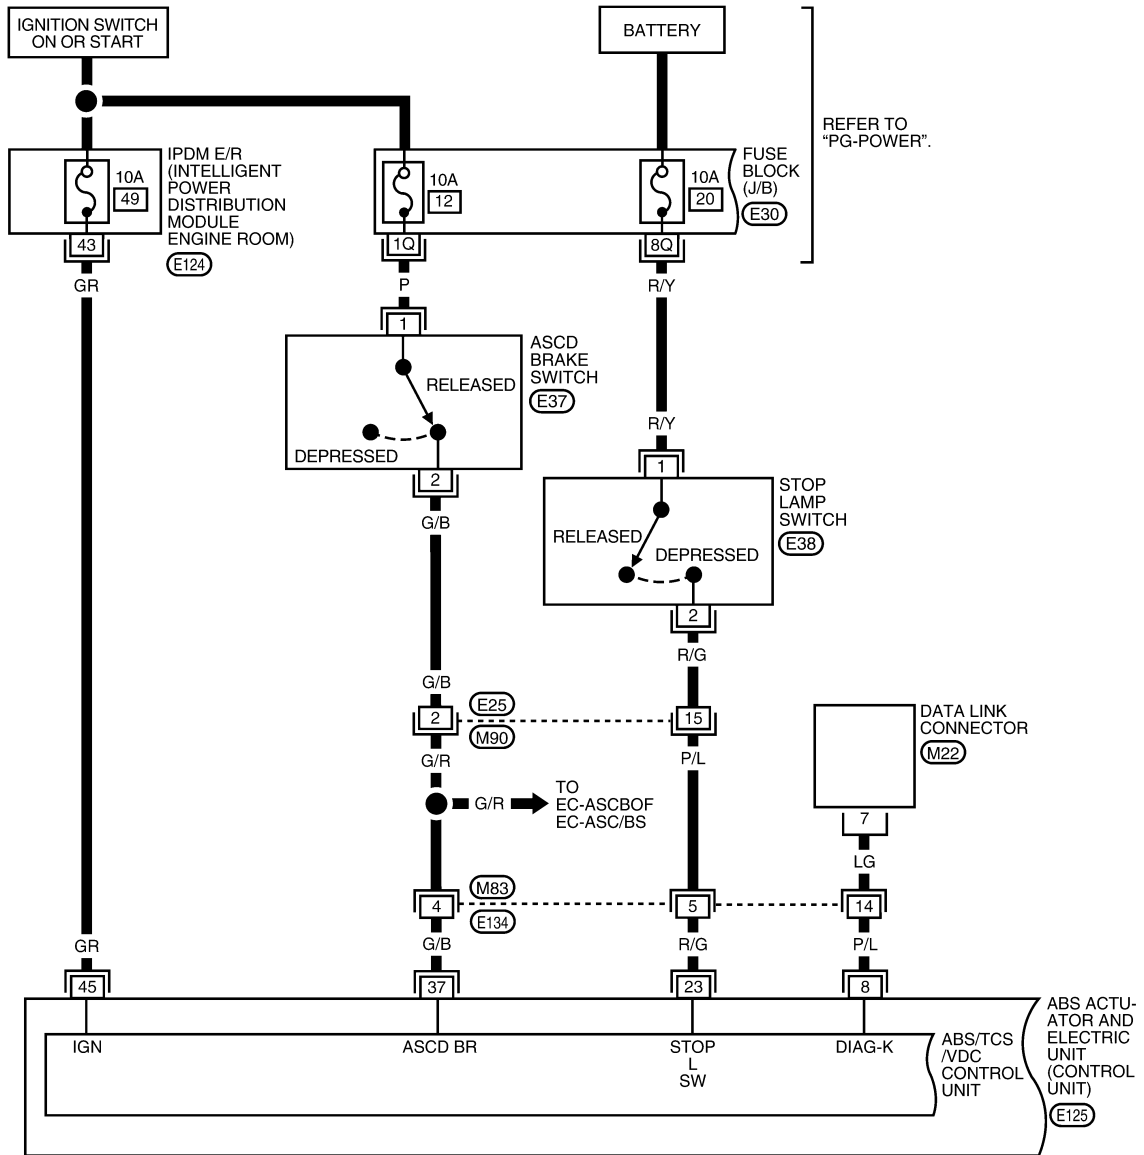 IGNITION SWITCH
ON OR START
BATTERY
REFER TO
“PG-POWER”.
IPDM E/R
(INTELLIGENT
POWER
DISTRIBUTION
MODULE
ENGINE ROOM)
E124
10A
49
10A
12
10A
20
FUSE
BLOCK
(J/B)
E30
43
1Q
8Q
GR
P
R/Y
1
ASCD
BRAKE
SWITCH
E37
RELEASED
DEPRESSED
2
G/B
R/Y
1
STOP
LAMP
SWITCH
E38
RELEASED
DEPRESSED
2
R/G
G/B
2
E25
M90
15
G/R
P/L
G/R
TO
EC-ASCBOF
EC-ASC/BS
DATA LINK
CONNECTOR
M22
7
LG
4
M83
E134
5
14
GR
G/B
R/G
P/L
45
37
23
8
IGN
ASCD BR
STOP
L
SW
DIAG-K
ABS/TCS
/VDC
CONTROL
UNIT
ABS ACTU-
ATOR AND
ELECTRIC
UNIT
(CONTROL
UNIT)
E125